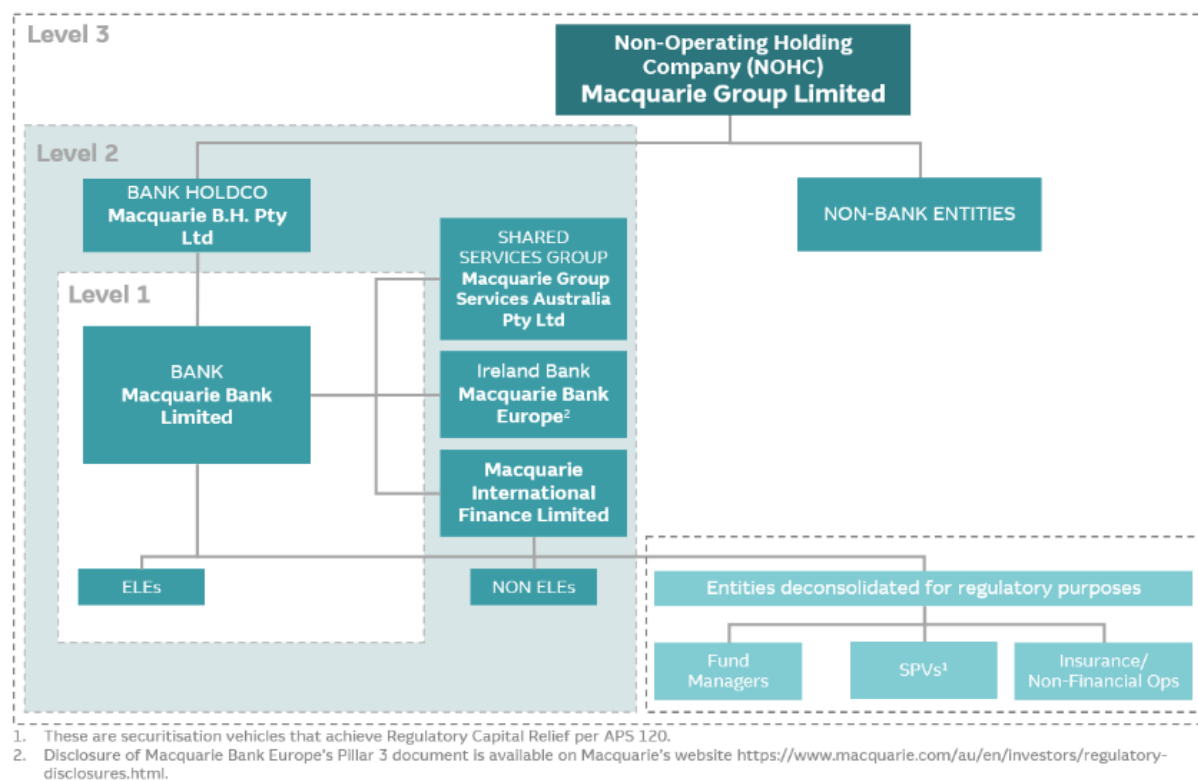 Level 3
Non-Operating Holding
Company (NOHC)
Macquarie Group Limited
Level 2
BANK HOLDCO
Macquarie B.H. Pty
Ltd
NON-BANK ENTITIES
SHARED
SERVICES GROUP
Macquarie Group
Services Australia
Pty Ltd
Level 1
BANK
Macquarie Bank
Limited
Ireland Bank
Macquarie Bank
Europe²
Macquarie
International
Finance Limited
ELEs
NON ELEs
Entities deconsolidated for regulatory purposes
Fund
Managers
SPVs¹
Insurance/
Non-Financial Ops
1. These are securitisation vehicles that achieve Regulatory Capital Relief per APS 120.
2. Disclosure of Macquarie Bank Europe's Pillar 3 document is available on Macquarie's website https://www.macquarie.com/au/en/investors/regulatory-
disclosures.html.